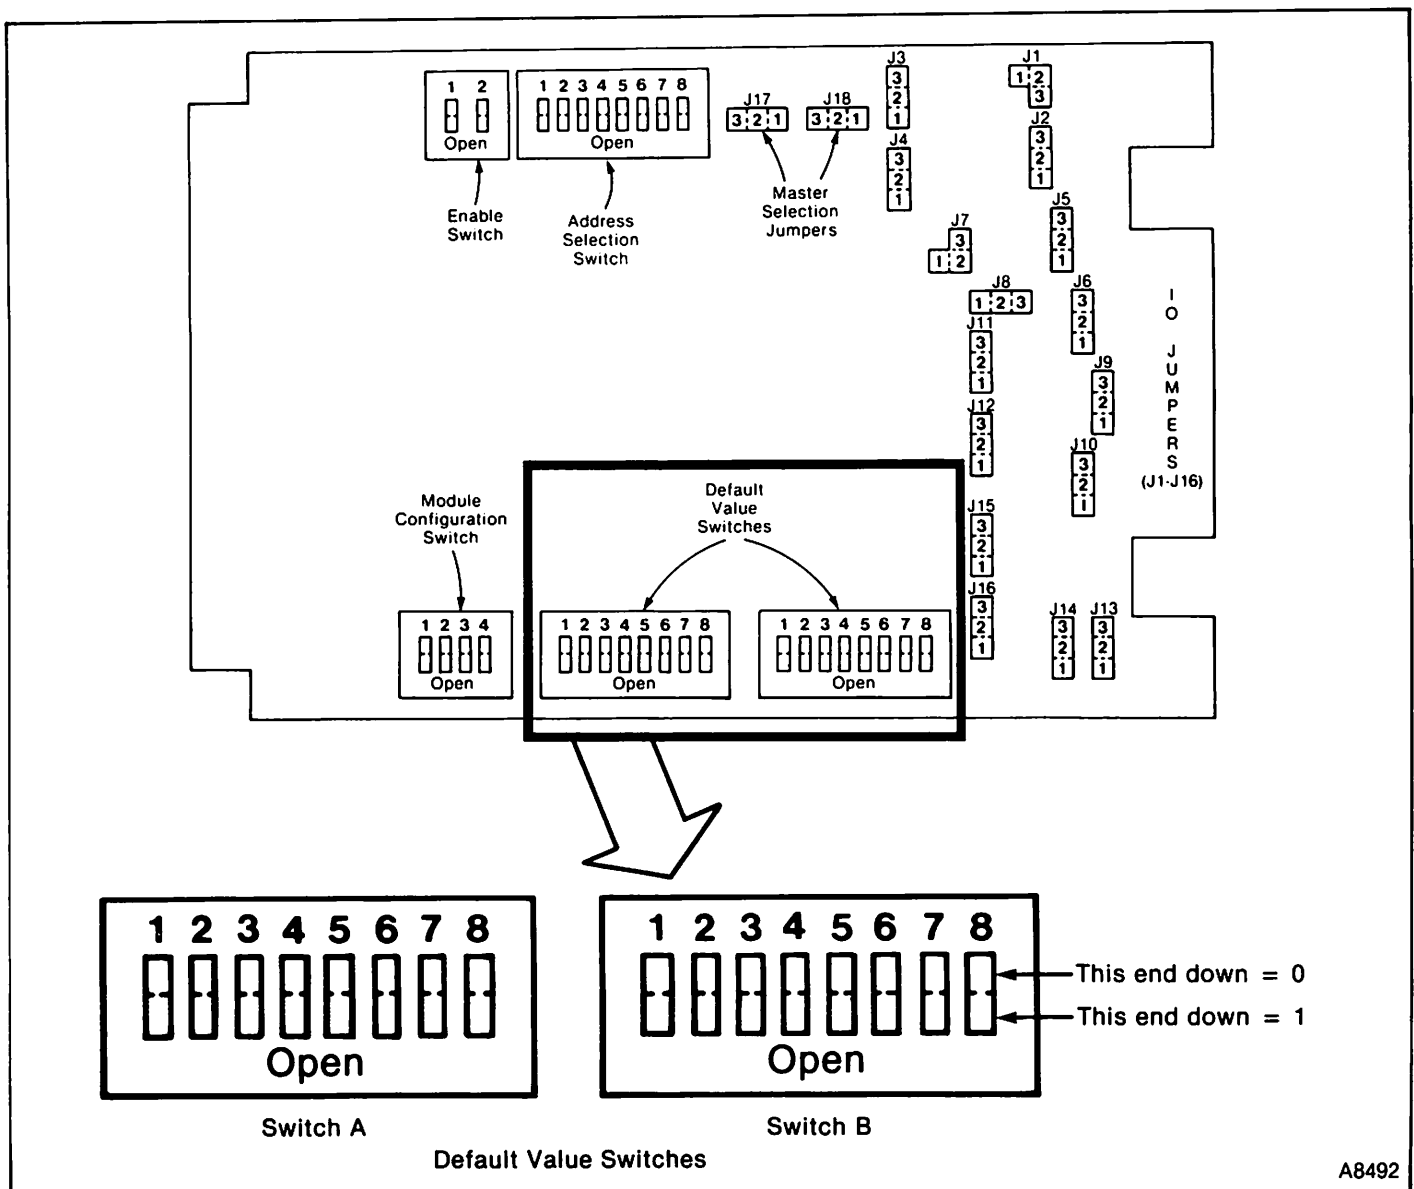 1 2
Open
Enable
Switch
1 2 3 4 5 6 7 8
Open
Address
Selection
Switch
J17
3 2 1
J18
3 2 1
Master
Selection
Jumpers
J3
3
2
1
J4
3
2
1
J1
1 2
3
J2
3
2
1
J5
3
2
1
J7
3
1 2
J8
1 2 3
J6
3
2
1
J11
3
2
1
J9
3
2
1
J12
3
2
1
J10
3
2
1
IO JUMPERS
(J1-J16)
J15
3
2
1
J16
3
2
1
J14
3
2
1
J13
3
2
1
Module
Configuration
Switch
1 2 3 4
Open
Default
Value
Switches
1 2 3 4 5 6 7 8
Open
1 2 3 4 5 6 7 8
Open
1 2 3 4 5 6 7 8
Open
Switch A
1 2 3 4 5 6 7 8
Open
Switch B
This end down = 0
This end down = 1
Default Value Switches
A8492